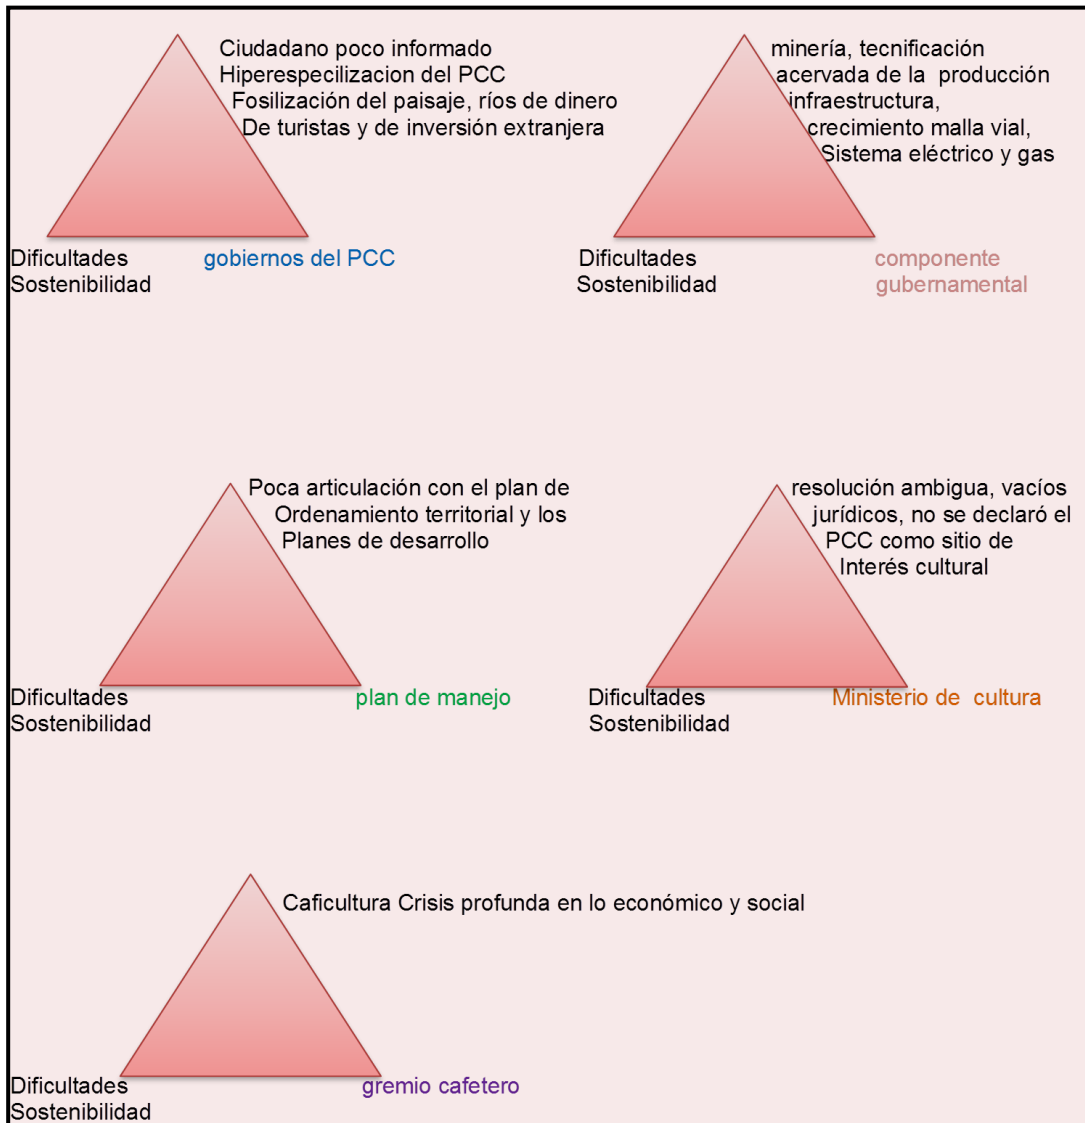 Ciudadano poco informado
Hiperespecilizacion del PCC
Fosilización del paisaje, ríos de dinero
De turistas y de inversión extranjera
Dificultades
Sostenibilidad
gobiernos del PCC
minería, tecnificación
acervada de la producción
infraestructura,
crecimiento malla vial,
Sistema eléctrico y gas
Dificultades
Sostenibilidad
componente
gubernamental
Poca articulación con el plan de
Ordenamiento territorial y los
Planes de desarrollo
Dificultades
Sostenibilidad
plan de manejo
resolución ambigua, vacíos
jurídicos, no se declaró el
PCC como sitio de
Interés cultural
Dificultades
Sostenibilidad
Ministerio de cultura
Caficultura Crisis profunda en lo económico y social
Dificultades
Sostenibilidad
gremio cafetero